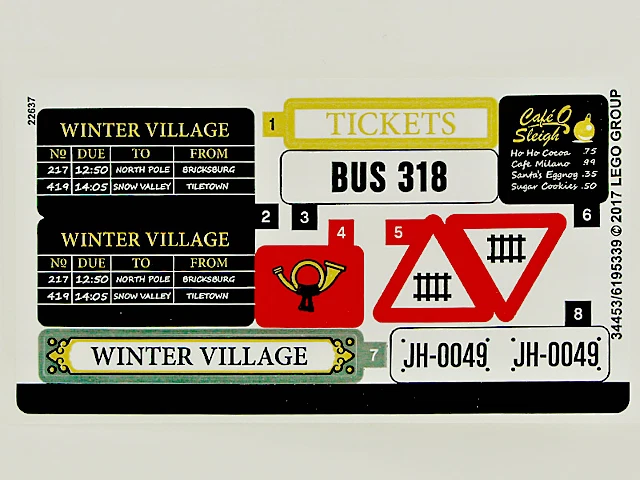 22637
WINTER VILLAGE
No DUE TO FROM
217 12:50 NORTH POLE BRICKSBURG
419 14:05 SNOW VALLEY TILETOWN
1
TICKETS
BUS 318
Café
Sleigh
Ho Ho Cocoa .75
Cafe Milano .99
Santa's Eggnog .35
Sugar Cookies .50
2
3
6
WINTER VILLAGE
No DUE TO FROM
217 12:50 NORTH POLE BRICKSBURG
419 14:05 SNOW VALLEY TILETOWN
4
5
8
WINTER VILLAGE
7
JH-0049 JH-0049
34453/6195339 © 2017 LEGO GROUP